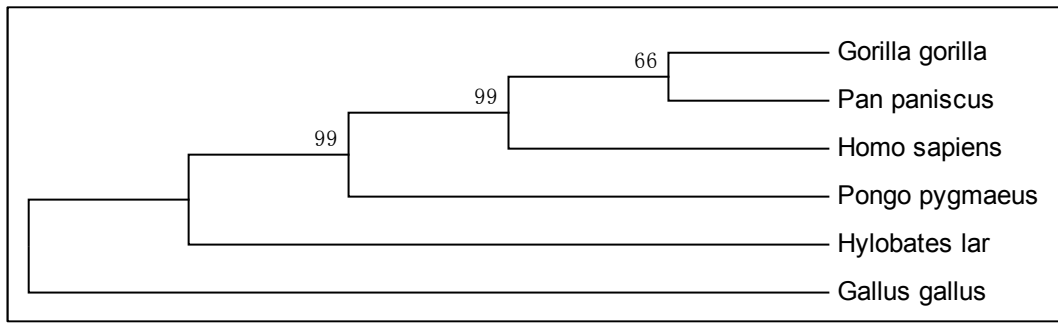 Gorilla gorilla
66
Pan paniscus
99
Homo sapiens
99
Pongo pygmaeus
Hylobates lar
Gallus gallus